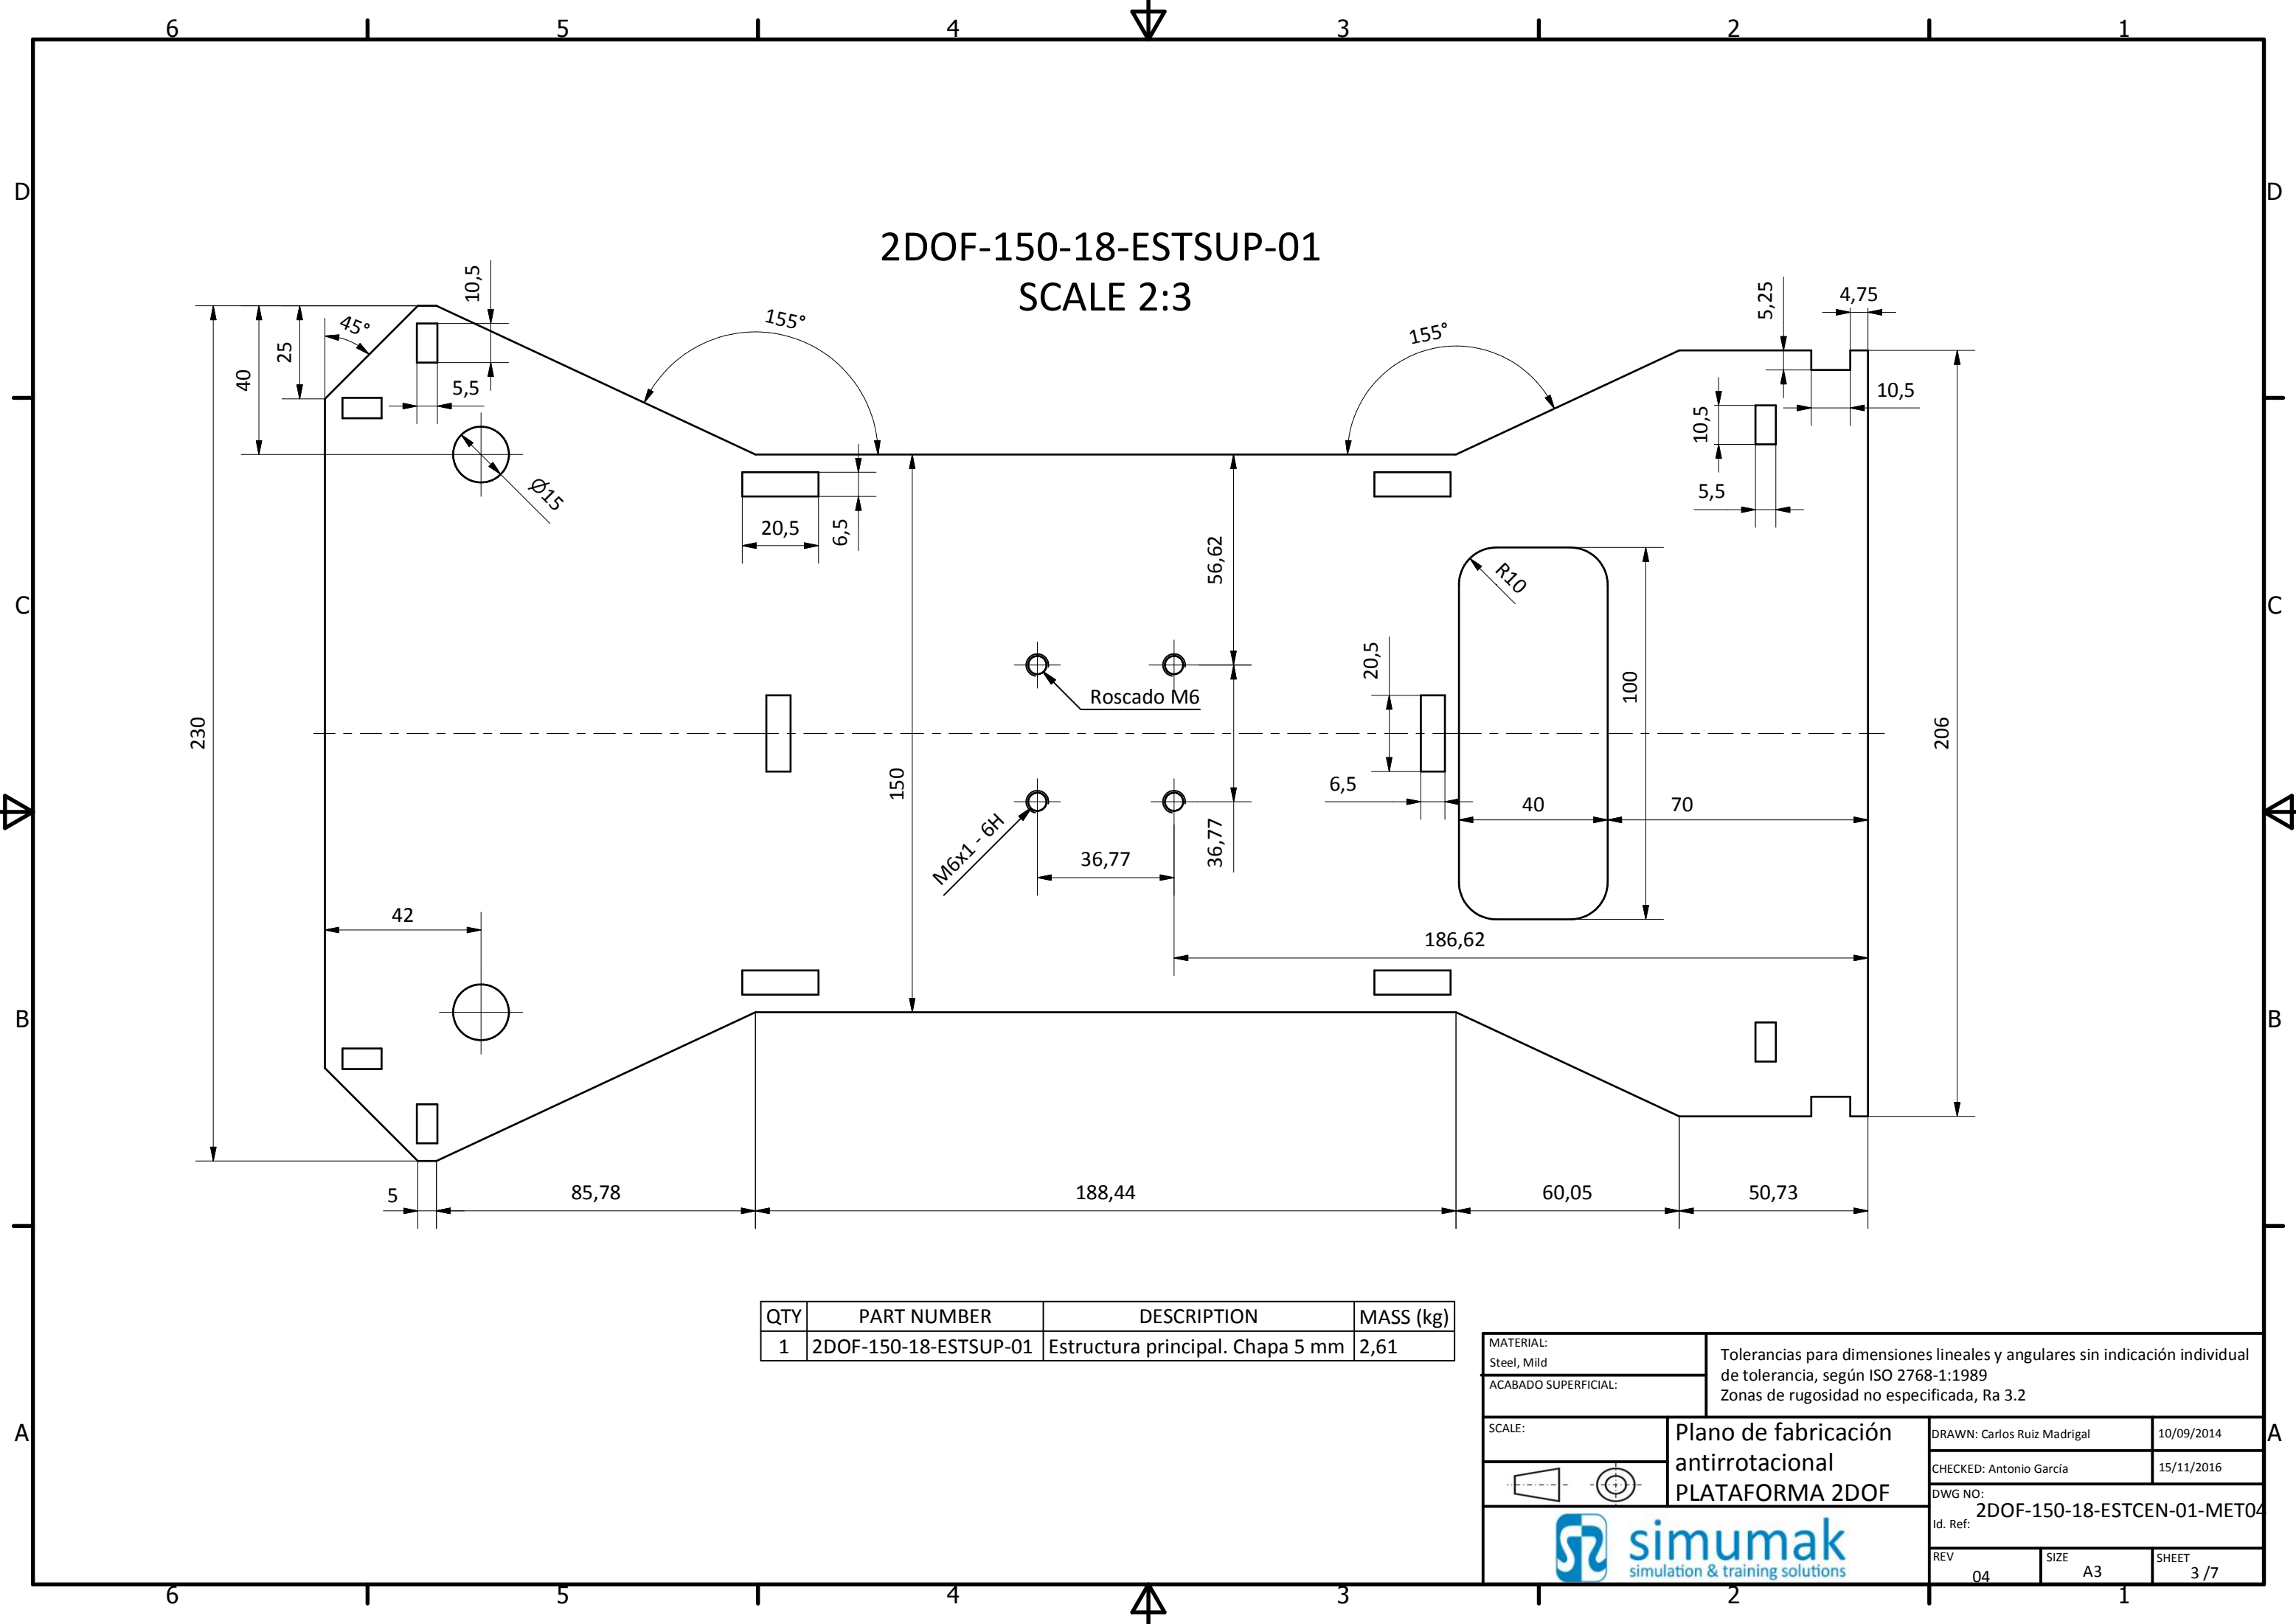 6 5 4 3 2 1
D D
2DOF-150-18-ESTSUP-01
SCALE 2:3
10,5
45°
25
40
5,5
155°
155°
5,25
4,75
10,5
10,5
5,5
Ø15
20,5
6,5
56,62
R10
C C
20,5
100
Roscado M6
230
150
206
6,5
40
70
M6x1 - 6H
36,77
36,77
42
186,62
B B
5
85,78
188,44
60,05
50,73
QTY PART NUMBER DESCRIPTION MASS (kg)
1 2DOF-150-18-ESTSUP-01 Estructura principal. Chapa 5 mm 2,61
MATERIAL:
Steel, Mild
ACABADO SUPERFICIAL:
Tolerancias para dimensiones lineales y angulares sin indicación individual
de tolerancia, según ISO 2768-1:1989
Zonas de rugosidad no especificada, Ra 3.2
A A
SCALE:
Plano de fabricación
antirrotacional
PLATAFORMA 2DOF
DRAWN: Carlos Ruiz Madrigal 10/09/2014
CHECKED: Antonio García 15/11/2016
DWG NO:
2DOF-150-18-ESTCEN-01-MET04
Id. Ref:
simumak
simulation & training solutions
REV
04
SIZE
A3
SHEET
3 /7
6 5 4 3 2 1